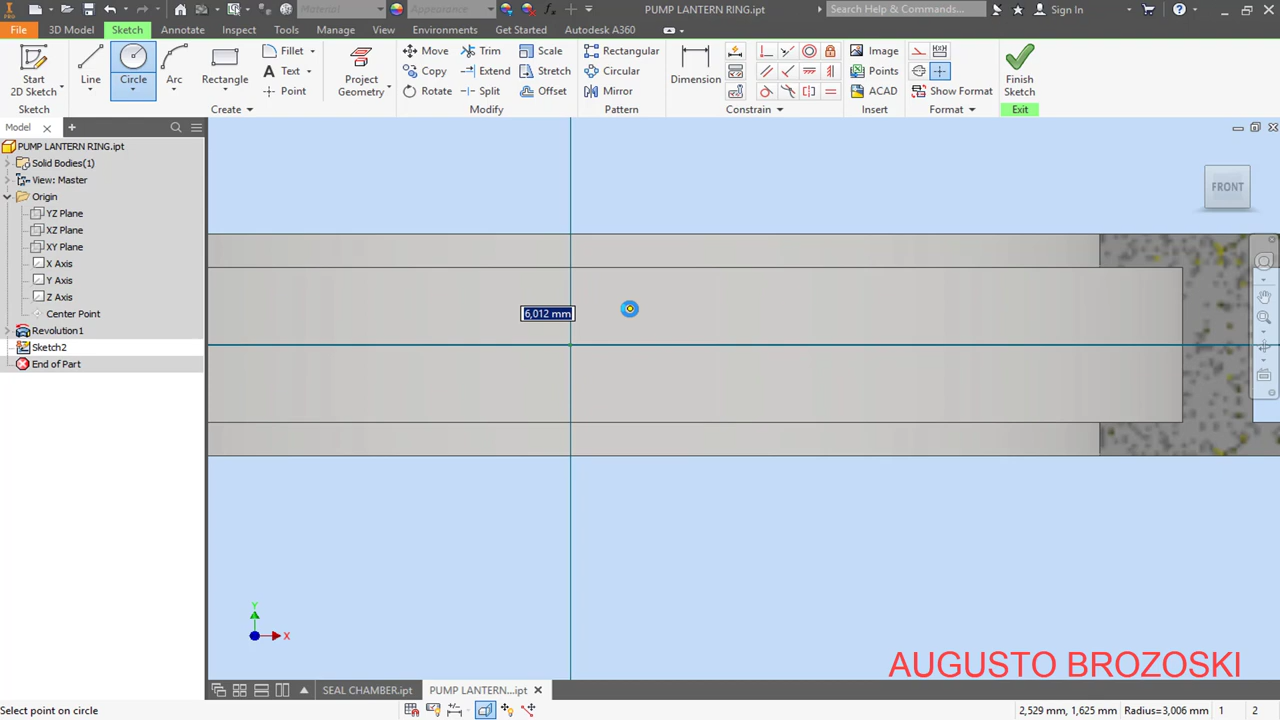 Material
Appearance
PUMP LANTERN RING.ipt
Search Help & Commands...
Sign In
PRO
File
3D Model
Sketch
Annotate
Inspect
Tools
Manage
View
Environments
Get Started
Autodesk A360
Start
2D Sketch
Line
Circle
Arc
Rectangle
Fillet
Text
Point
Project
Geometry
Move
Copy
Rotate
Trim
Extend
Split
Scale
Stretch
Offset
Rectangular
Circular
Mirror
Dimension
Image
Points
ACAD
Show Format
Finish
Sketch
Sketch
Create
Modify
Pattern
Constrain
Insert
Format
Exit
Model
PUMP LANTERN RING.ipt
Solid Bodies(1)
View: Master
Origin
YZ Plane
XZ Plane
XY Plane
X Axis
Y Axis
Z Axis
Center Point
Revolution1
Sketch2
End of Part
FRONT
6,012 mm
Y
X
AUGUSTO BROZOSKI
SEAL CHAMBER.ipt
PUMP LANTERN...ipt
Select point on circle
2,529 mm, 1,625 mm
Radius=3,006 mm
1
2